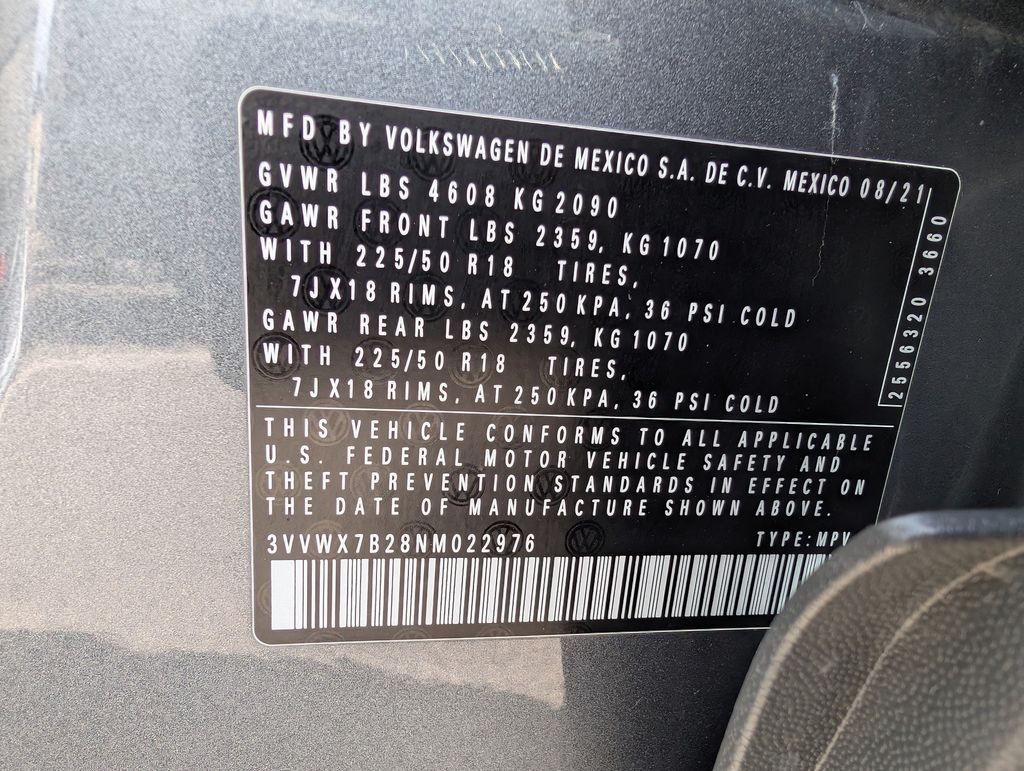 MFD BY VOLKSWAGEN DE MEXICO S.A. DE C.V. MEXICO 08/21
GVWR LBS 4608 KG 2090
GAWR FRONT LBS 2359, KG 1070
WITH 225/50 R18 TIRES,
7JX18 RIMS, AT 250 KPA, 36 PSI COLD
GAWR REAR LBS 2359, KG 1070
WITH 225/50 R18 TIRES,
7JX18 RIMS, AT 250 KPA, 36 PSI COLD
2556320 3660
THIS VEHICLE CONFORMS TO ALL APPLICABLE
U.S. FEDERAL MOTOR VEHICLE SAFETY AND
THEFT PREVENTION STANDARDS IN EFFECT ON
THE DATE OF MANUFACTURE SHOWN ABOVE.
3VVWX7B28NM022976 TYPE: MPV